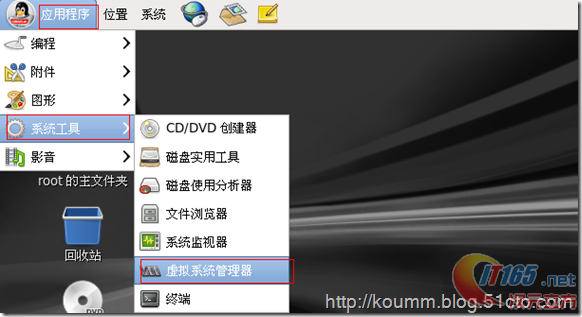 应用程序 位置 系统
编程
附件
图形
系统工具
影音
CD/DVD 创建器
磁盘实用工具
磁盘使用分析器
文件浏览器
系统监视器
虚拟系统管理器
终端
root 的主文件夹
回收站
DVD
IT165.net
http://koumm.blog.51cto.com